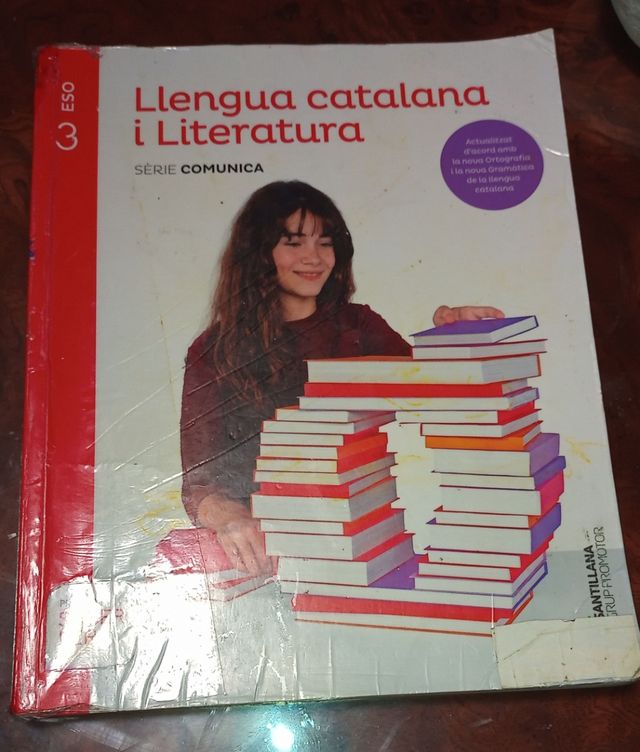 3 ESO
Llengua catalana
i Literatura
SÈRIE COMUNICA
Actualitzat
d'acord amb
la nova Ortografia
i la nova Gramàtica
de la llengua
catalana
SANTILLANA
GRUP PROMOTOR